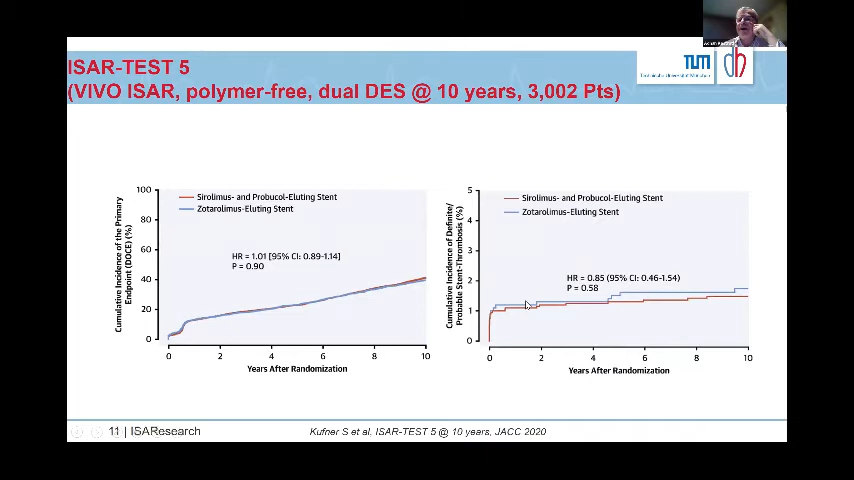 ISAR-TEST 5
(VIVO ISAR, polymer-free, dual DES @ 10 years, 3,002 Pts)
TUM
Technische Universität München
Cumulative Incidence of the Primary
Endpoint (DOCE) (%)
100
80
60
40
20
0
Sirolimus- and Probucol-Eluting Stent
Zotarolimus-Eluting Stent
HR = 1.01 [95% CI: 0.89-1.14]
P = 0.90
0 2 4 6 8 10
Years After Randomization
Cumulative Incidence of Definite/
Probable Stent-Thrombosis (%)
5
4
3
2
1
0
Sirolimus- and Probucol-Eluting Stent
Zotarolimus-Eluting Stent
HR = 0.85 (95% CI: 0.46-1.54)
P = 0.58
0 2 4 6 8 10
Years After Randomization
11 | ISAResearch
Kufner S et al, ISAR-TEST 5 @ 10 years, JACC 2020